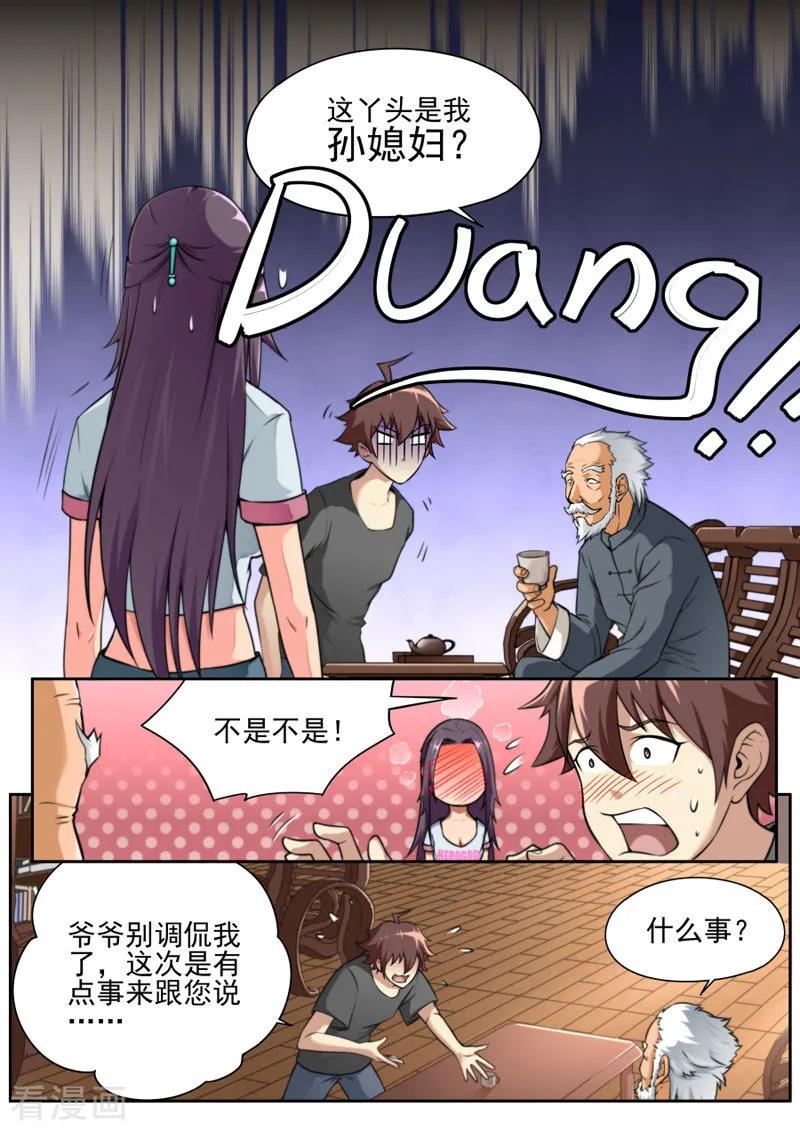 这丫头是我
孙媳妇？
Duang!!
不是不是！
爷爷别调侃我
了，这次是有
点事来跟您说
……
什么事？
看漫画